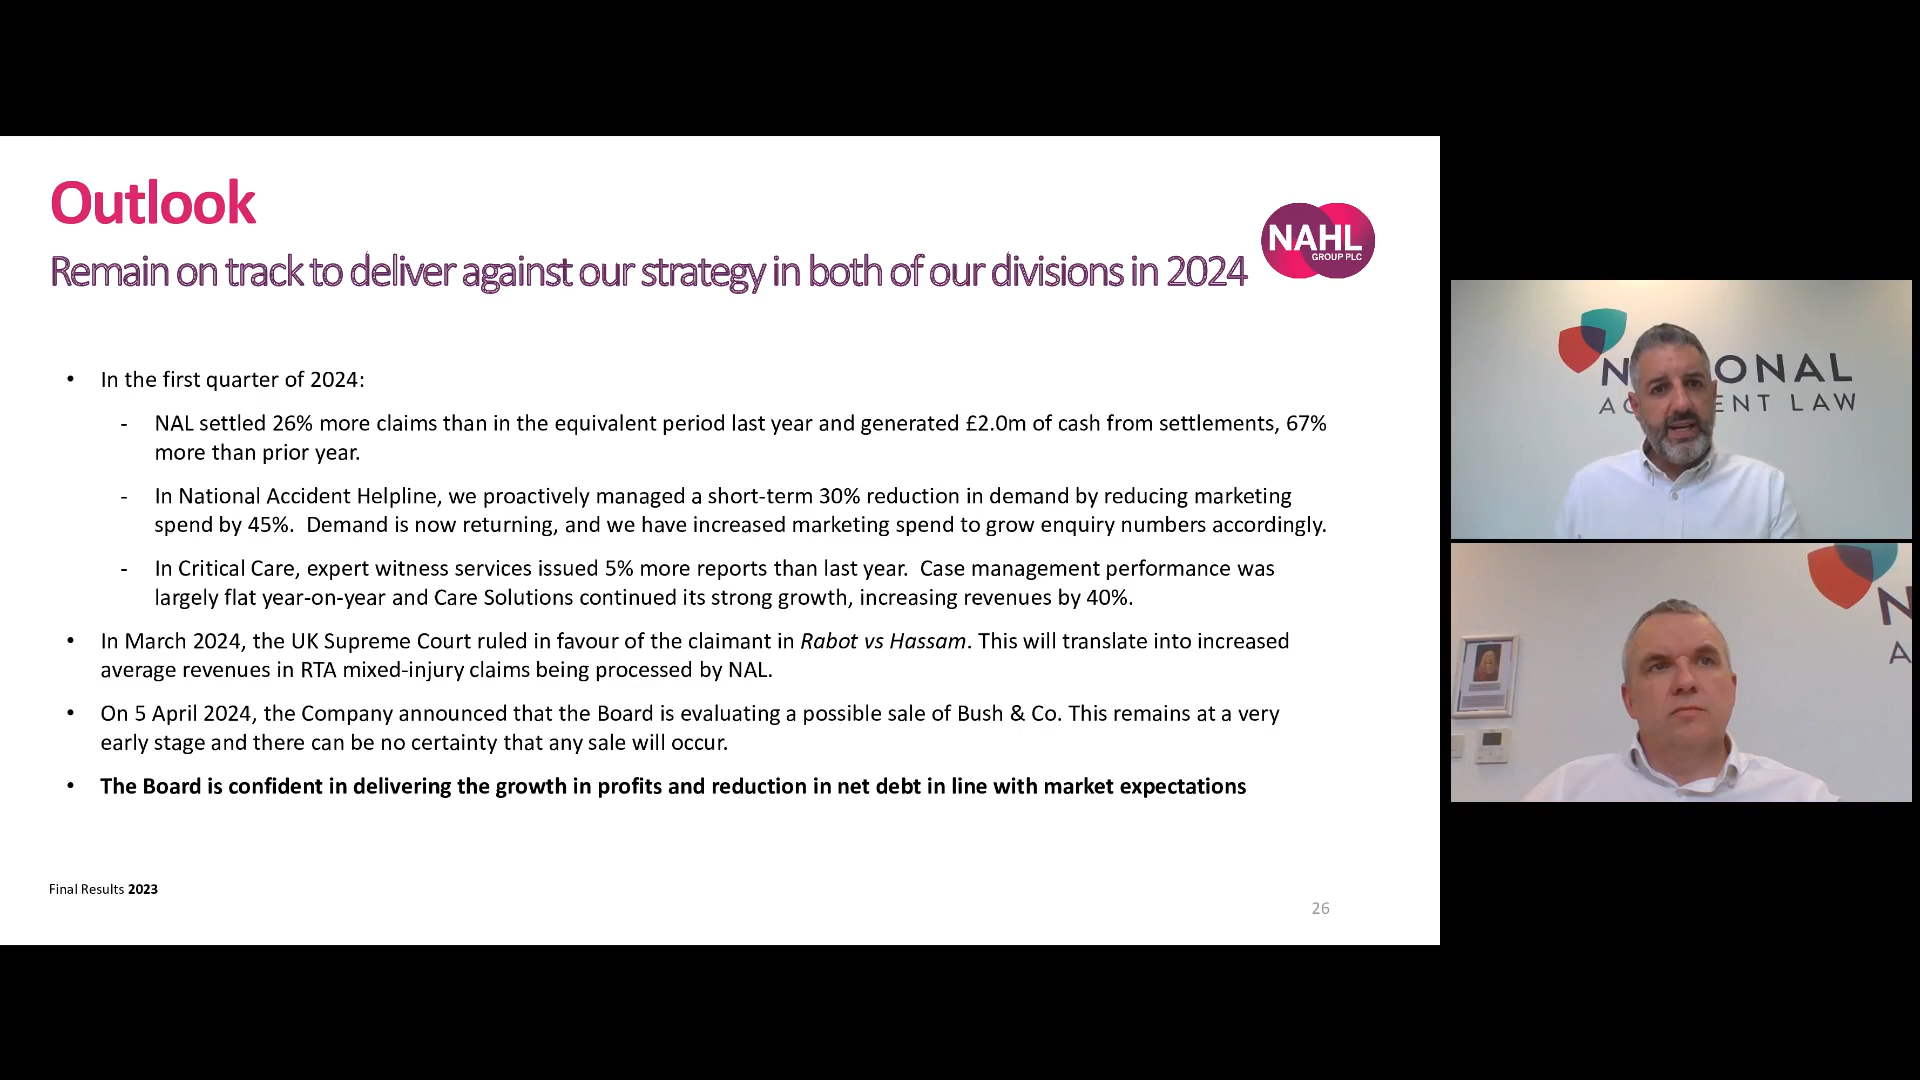 Outlook
Remain on track to deliver against our strategy in both of our divisions in 2024
NAHL
GROUP PLC
• In the first quarter of 2024:
- NAL settled 26% more claims than in the equivalent period last year and generated £2.0m of cash from settlements, 67%
more than prior year.
- In National Accident Helpline, we proactively managed a short-term 30% reduction in demand by reducing marketing
spend by 45%. Demand is now returning, and we have increased marketing spend to grow enquiry numbers accordingly.
- In Critical Care, expert witness services issued 5% more reports than last year. Case management performance was
largely flat year-on-year and Care Solutions continued its strong growth, increasing revenues by 40%.
• In March 2024, the UK Supreme Court ruled in favour of the claimant in Rabot vs Hassam. This will translate into increased
average revenues in RTA mixed-injury claims being processed by NAL.
• On 5 April 2024, the Company announced that the Board is evaluating a possible sale of Bush & Co. This remains at a very
early stage and there can be no certainty that any sale will occur.
• The Board is confident in delivering the growth in profits and reduction in net debt in line with market expectations
Final Results 2023
26
N ONAL
AC ENT LAW
N
A